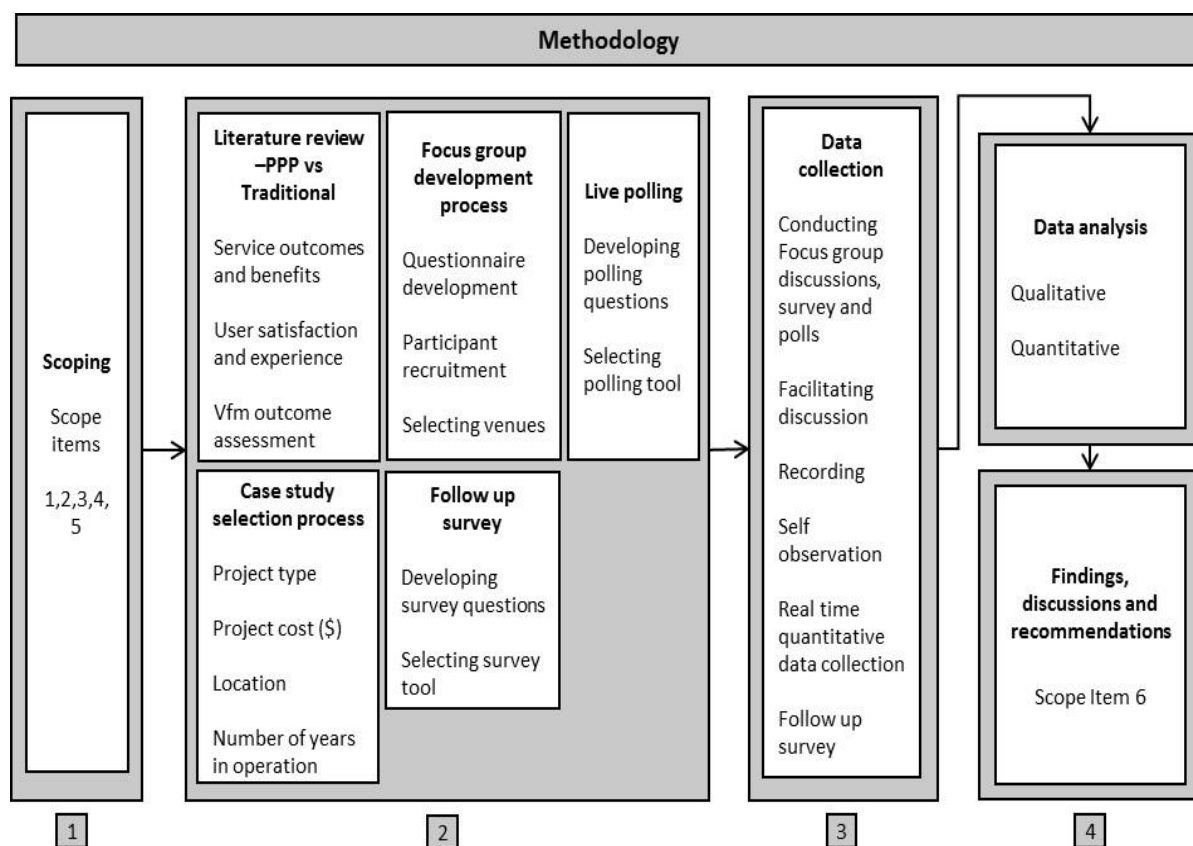 Methodology
Scoping
Scope
items
1,2,3,4,
5
Literature review
–PPP vs
Traditional
Service outcomes
and benefits
User satisfaction
and experience
Vfm outcome
assessment
Focus group
development
process
Questionnaire
development
Participant
recruitment
Selecting venues
Live polling
Developing
polling
questions
Selecting
polling tool
Case study
selection process
Project type
Project cost ($)
Location
Number of years
in operation
Follow up
survey
Developing
survey questions
Selecting survey
tool
Data
collection
Conducting
Focus group
discussions,
survey and
polls
Facilitating
discussion
Recording
Self
observation
Real time
quantitative
data collection
Follow up
survey
Data analysis
Qualitative
Quantitative
Findings,
discussions and
recommendations
Scope Item 6
1
2
3
4